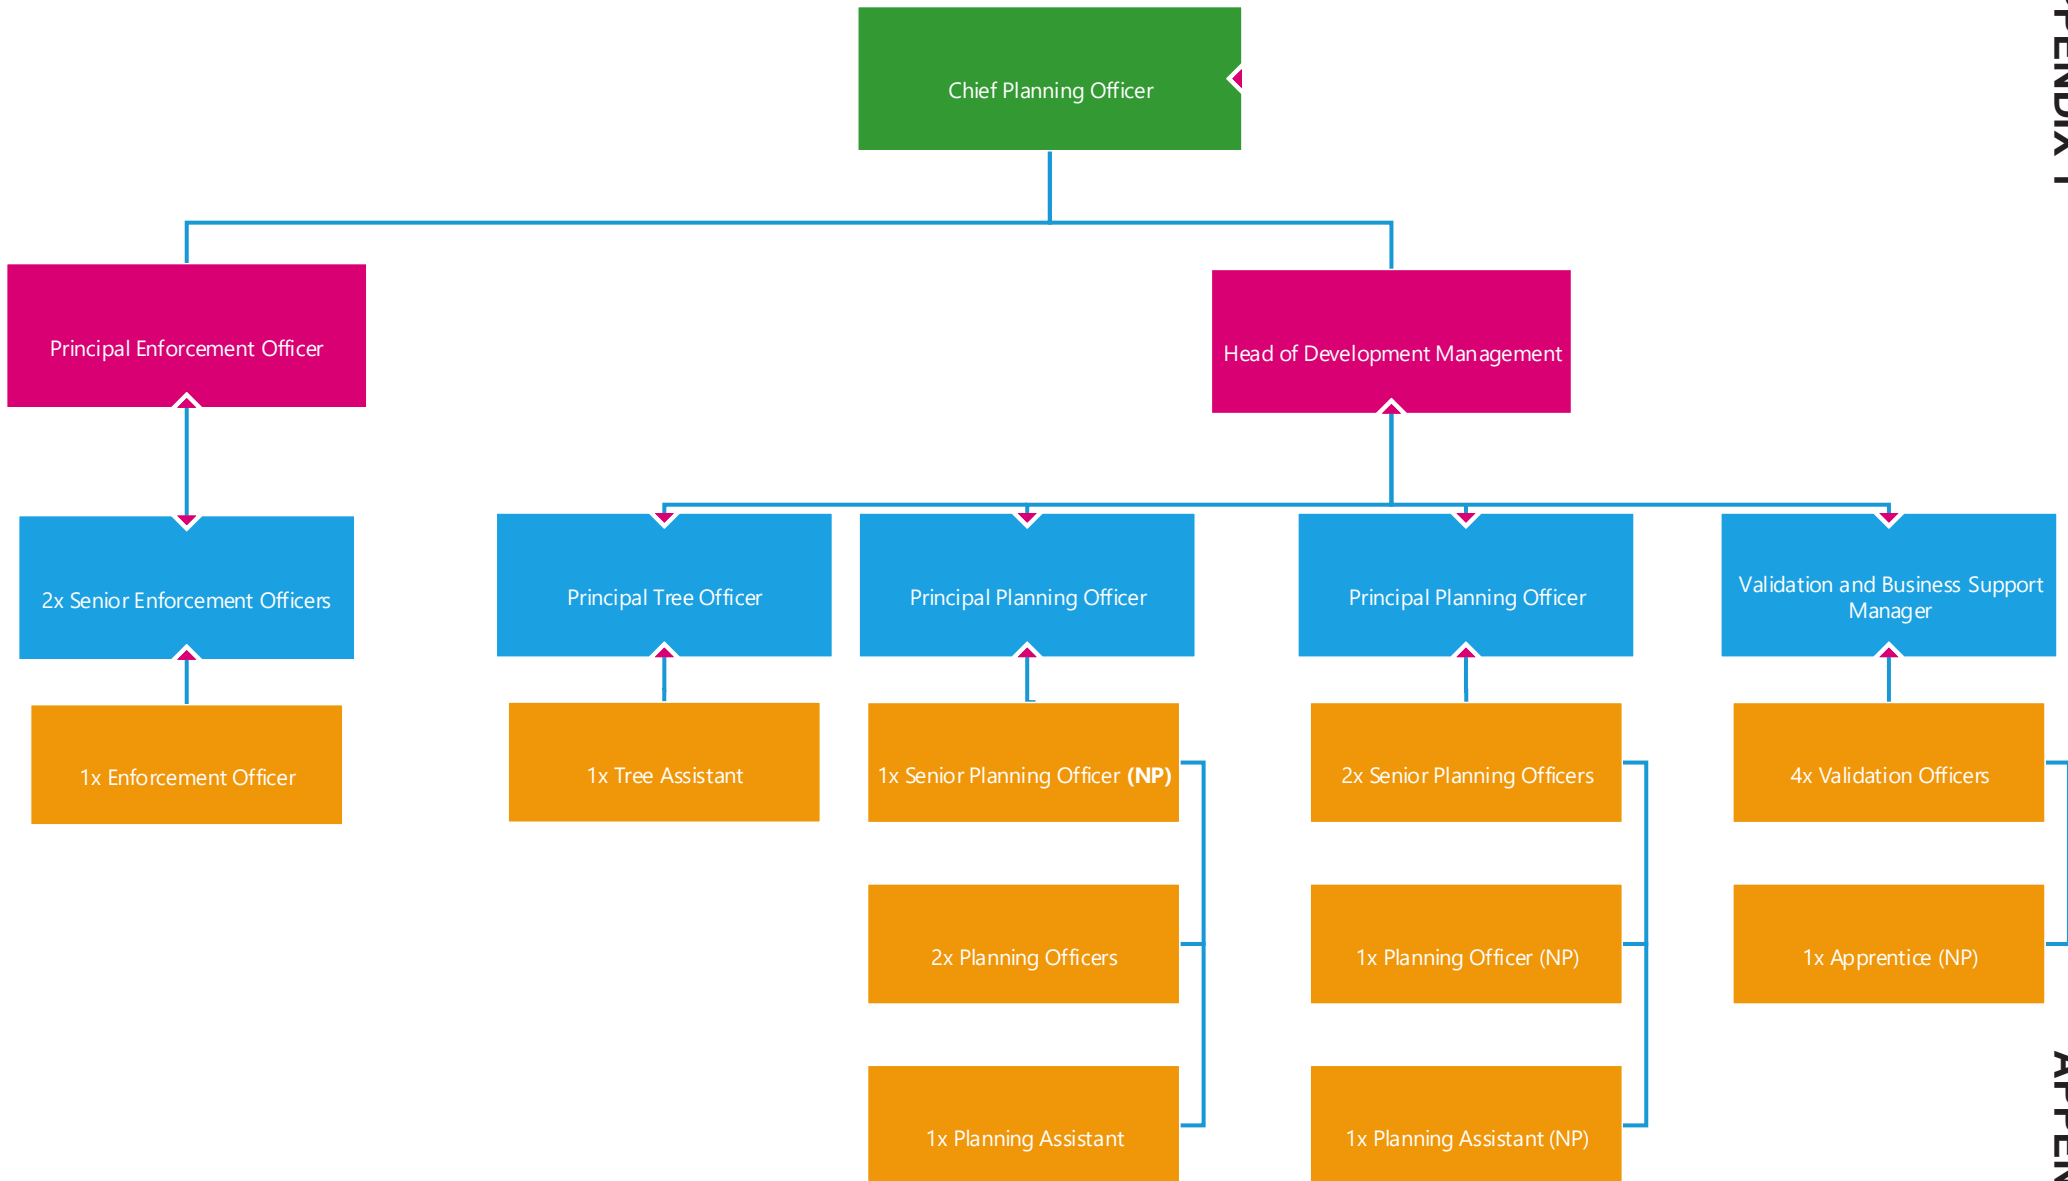 Chief Planning Officer
Principal Enforcement Officer
Head of Development Management
2x Senior Enforcement Officers
Principal Tree Officer
Principal Planning Officer
Principal Planning Officer
Validation and Business Support
Manager
1x Enforcement Officer
1x Tree Assistant
1x Senior Planning Officer (NP)
2x Senior Planning Officers
4x Validation Officers
2x Planning Officers
1x Planning Officer (NP)
1x Apprentice (NP)
1x Planning Assistant
1x Planning Assistant (NP)